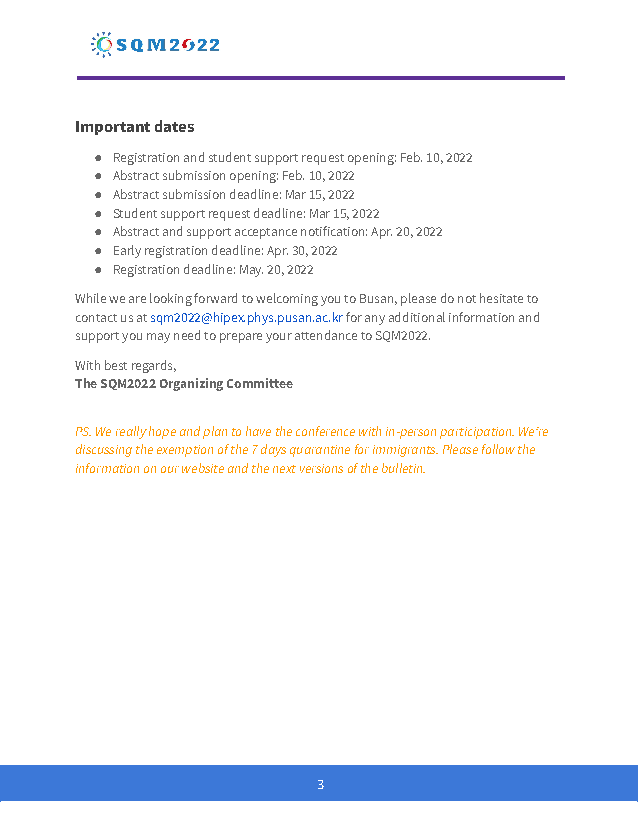 SQM2022
Important dates
● Registration and student support request opening: Feb. 10, 2022
● Abstract submission opening: Feb. 10, 2022
● Abstract submission deadline: Mar 15, 2022
● Student support request deadline: Mar 15, 2022
● Abstract and support acceptance notification: Apr. 20, 2022
● Early registration deadline: Apr. 30, 2022
● Registration deadline: May. 20, 2022
While we are looking forward to welcoming you to Busan, please do not hesitate to
contact us at sqm2022@hipex.phys.pusan.ac.kr for any additional information and
support you may need to prepare your attendance to SQM2022.
With best regards,
The SQM2022 Organizing Committee
PS. We really hope and plan to have the conference with in-person participation. We're
discussing the exemption of the 7 days quarantine for immigrants. Please follow the
information on our website and the next versions of the bulletin.
3